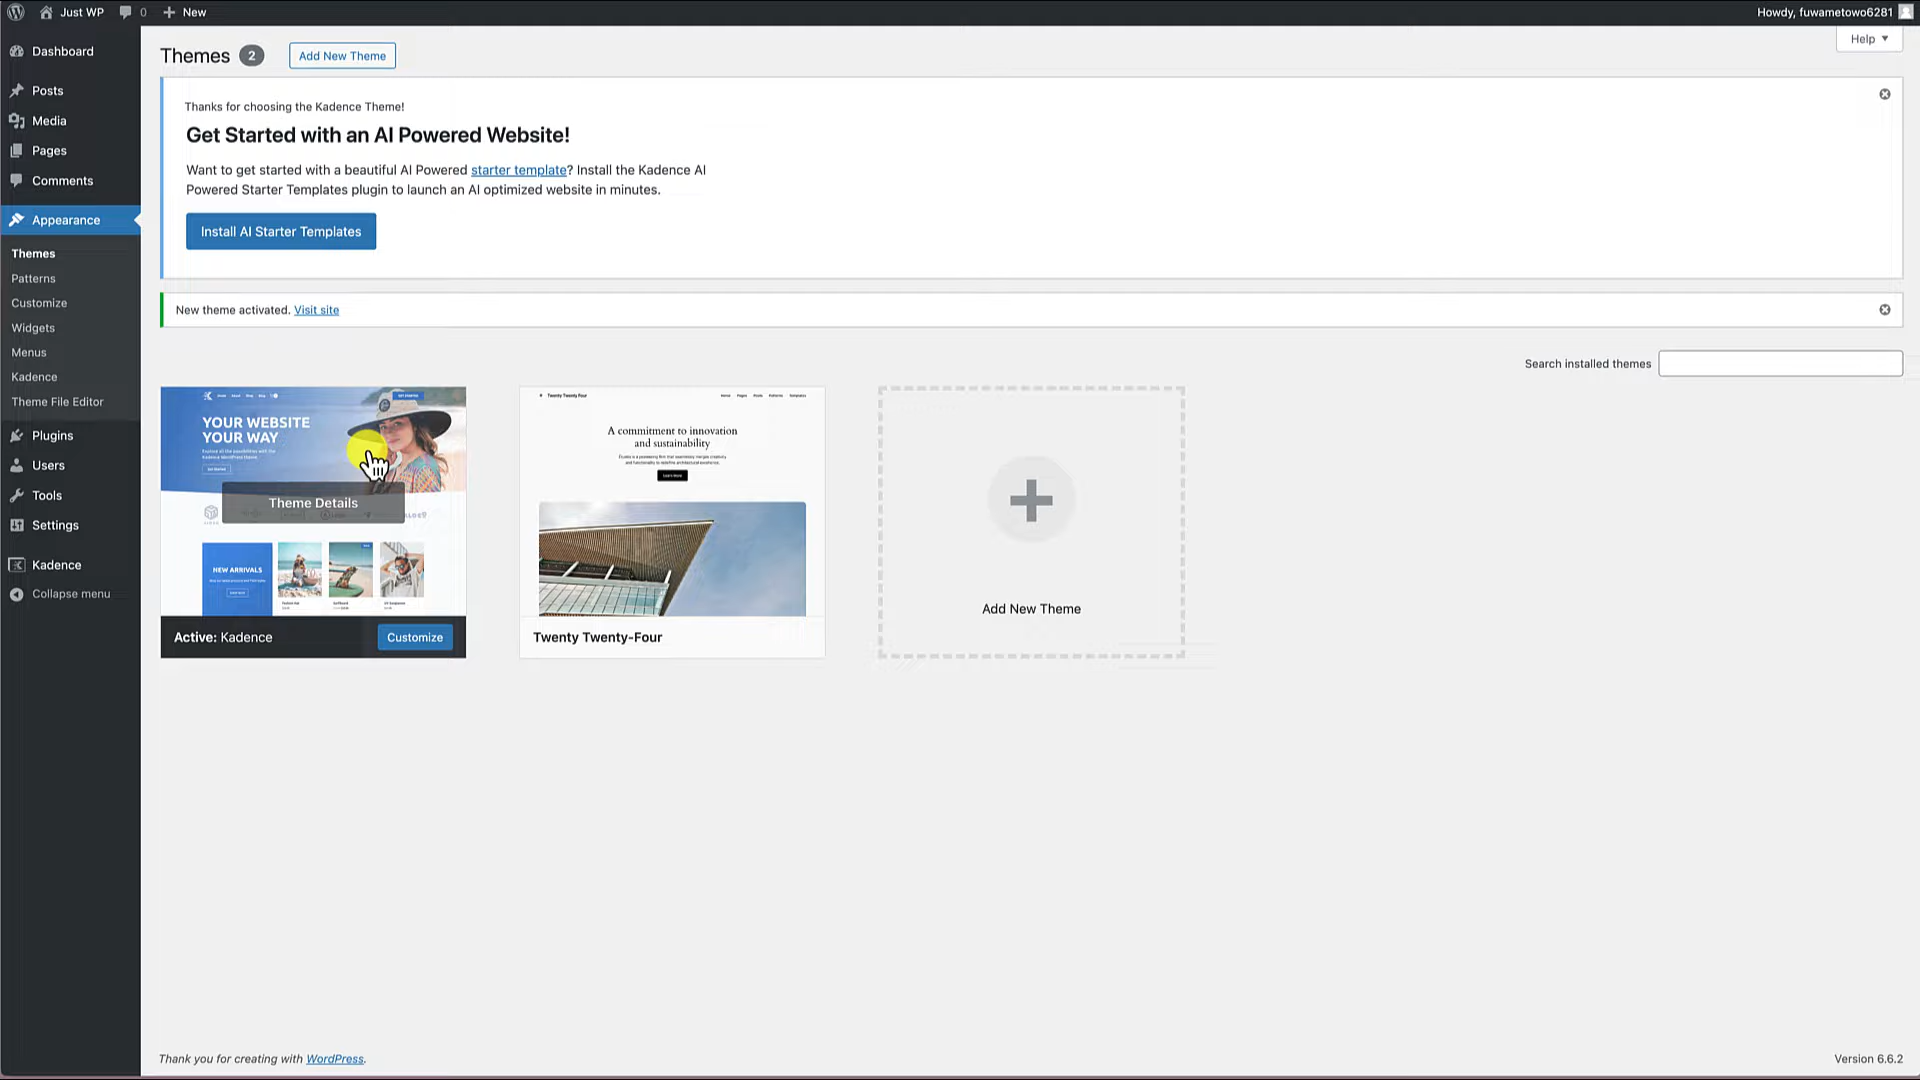 Just WP
0
New
Howdy, fuwametowo6281
Dashboard
Posts
Media
Pages
Comments
Appearance
Themes
Patterns
Customize
Widgets
Menus
Kadence
Theme File Editor
Plugins
Users
Tools
Settings
Kadence
Collapse menu
Themes 2
Add New Theme
Help
Thanks for choosing the Kadence Theme!
Get Started with an AI Powered Website!
Want to get started with a beautiful AI Powered starter template? Install the Kadence AI
Powered Starter Templates plugin to launch an AI optimized website in minutes.
Install AI Starter Templates
New theme activated. Visit site
Search installed themes
YOUR WEBSITE
YOUR WAY
Theme Details
NEW ARRIVALS
Active: Kadence
Customize
Twenty Twenty-Four
A commitment to innovation
and sustainability
Twenty Twenty-Four
Add New Theme
Thank you for creating with WordPress.
Version 6.6.2